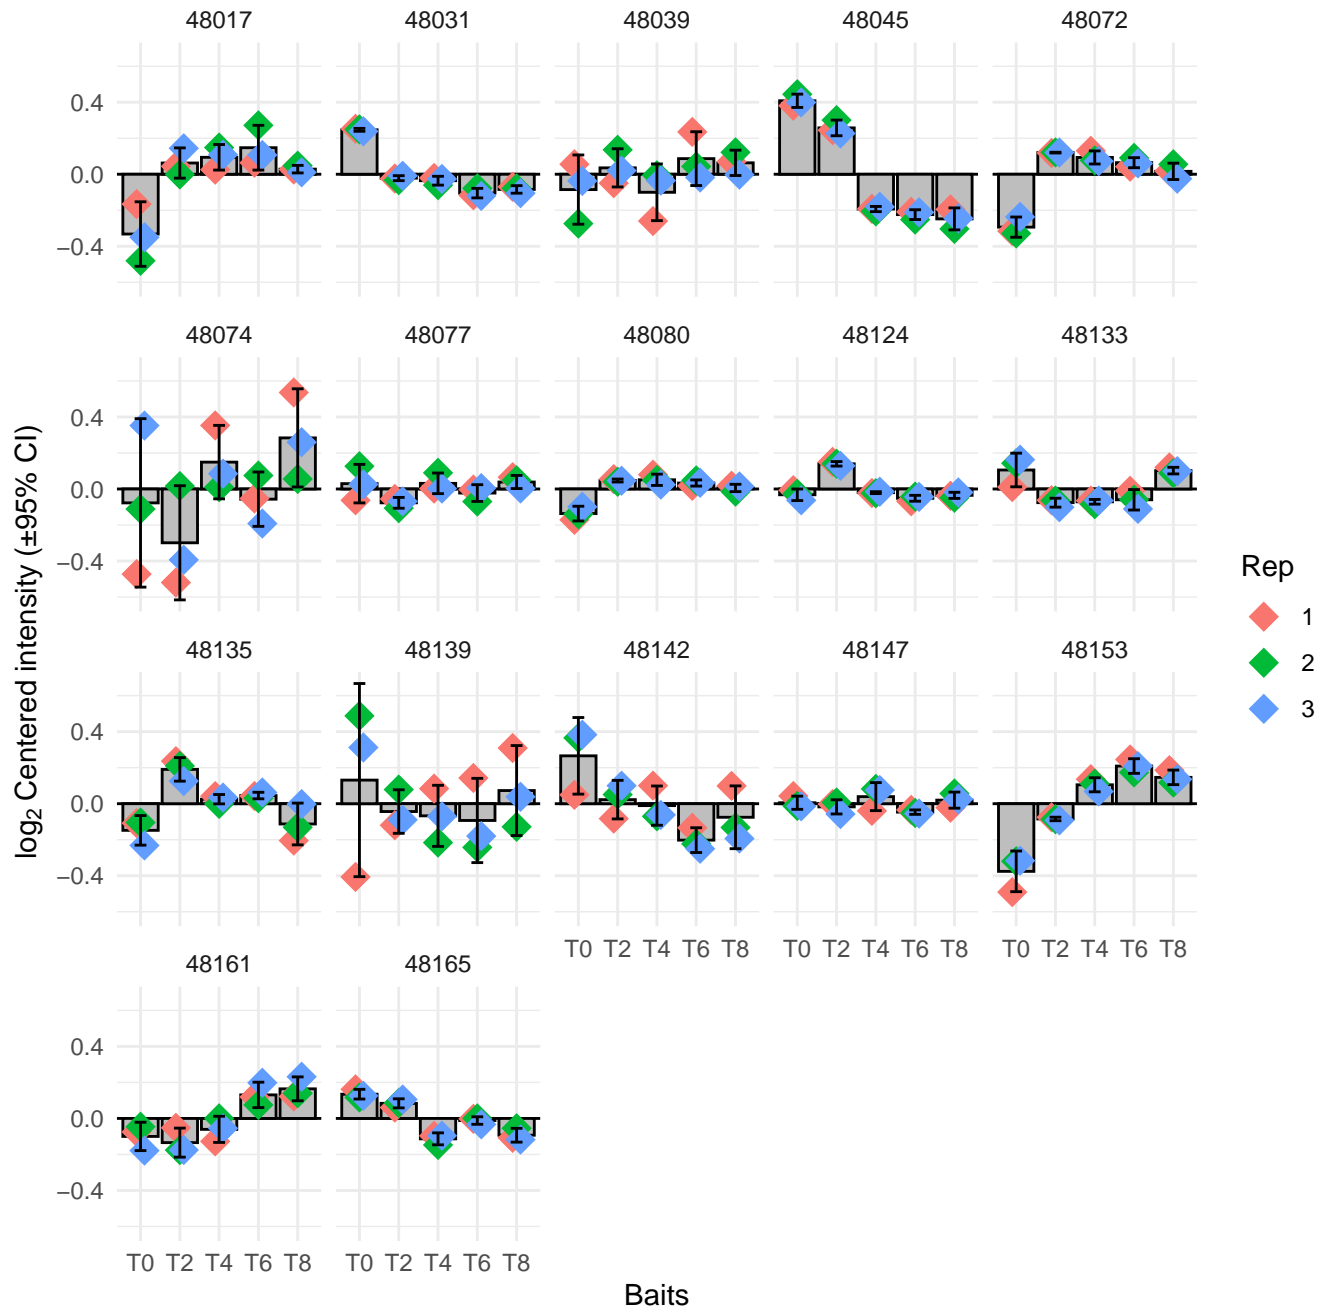 48017 48031 48039 48045 48072
0.4
0.0
−0.4
48074 48077 48080 48124 48133
0.4
0.0
−0.4
48135 48139 48142 48147 48153
0.4
0.0
−0.4
T0 T2 T4 T6 T8 T0 T2 T4 T6 T8 T0 T2 T4 T6 T8
48161 48165
0.4
0.0
−0.4
T0 T2 T4 T6 T8 T0 T2 T4 T6 T8
Baits
log2 Centered intensity (±95% CI)
Rep
1
2
3